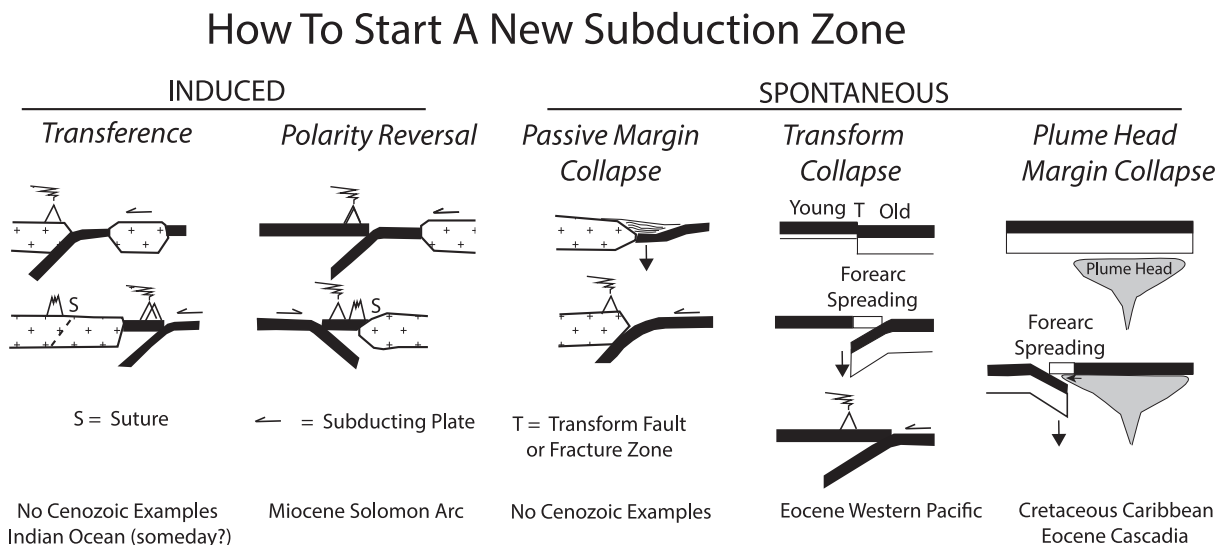 How To Start A New Subduction Zone
INDUCED
SPONTANEOUS
Transference
Polarity Reversal
Passive Margin
Collapse
Transform
Collapse
Plume Head
Margin Collapse
Young T Old
Plume Head
Forearc
Spreading
Forearc
Spreading
S
S
S = Suture
= Subducting Plate
T = Transform Fault
or Fracture Zone
No Cenozoic Examples
Indian Ocean (someday?)
Miocene Solomon Arc
No Cenozoic Examples
Eocene Western Pacific
Cretaceous Caribbean
Eocene Cascadia